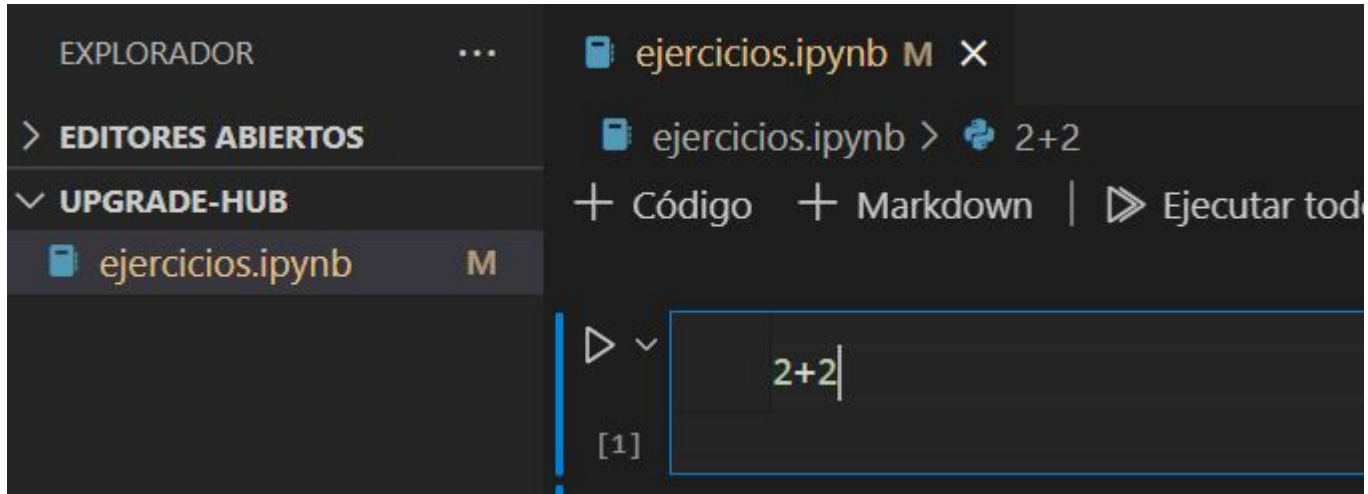 EXPLORADOR ...
EDITORES ABIERTOS
UPGRADE-HUB
ejercicios.ipynb M
ejercicios.ipynb M
ejercicios.ipynb > 2+2
+ Código + Markdown | Ejecutar
2+2
[1]